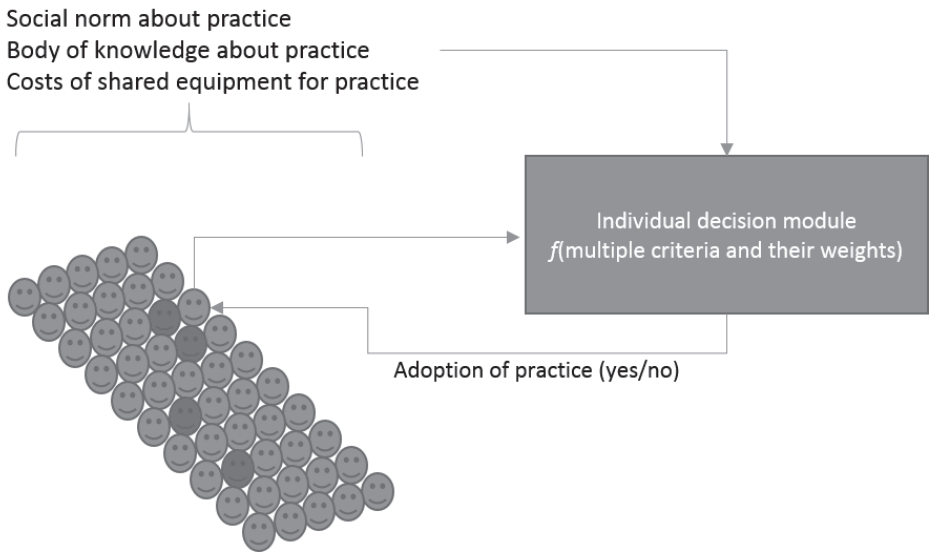 Social norm about practice
Body of knowledge about practice
Costs of shared equipment for practice
Individual decision module
f(multiple criteria and their weights)
Adoption of practice (yes/no)